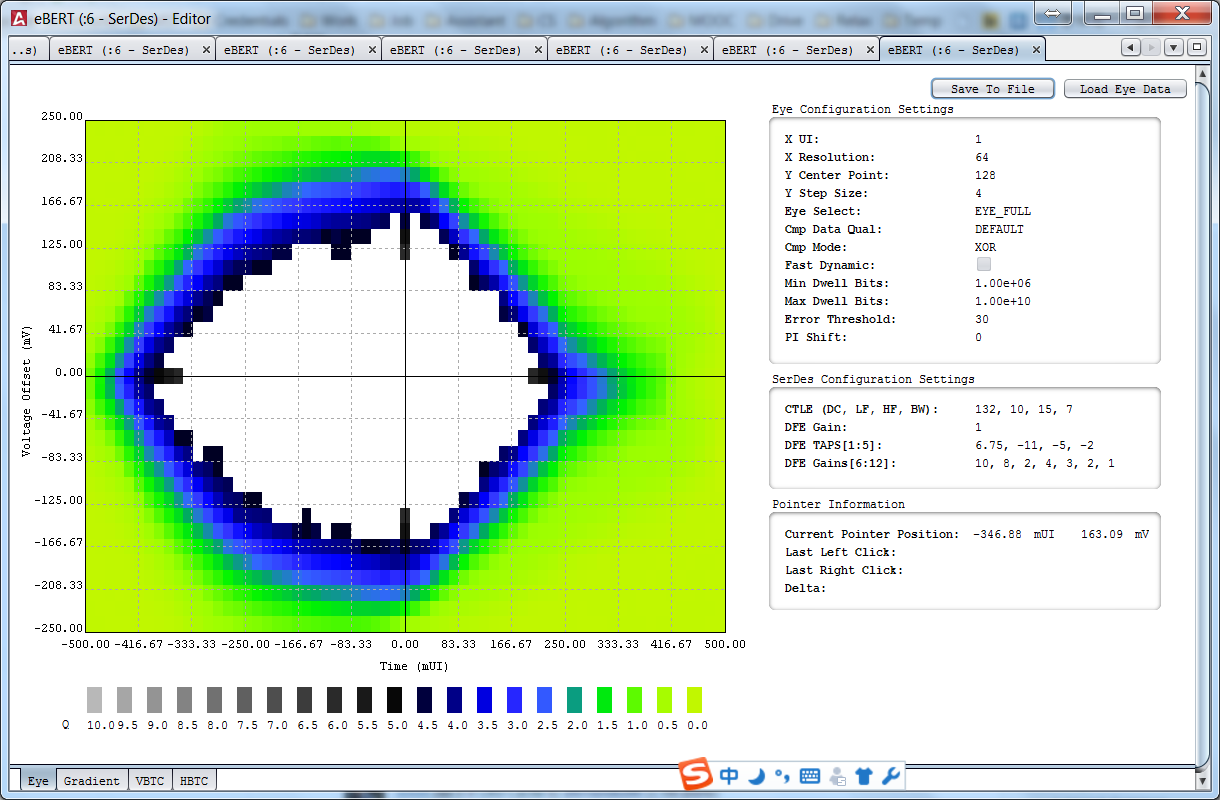 eBERT (:6 - SerDes) - Editor
..s) eBERT (:6 - SerDes) × eBERT (:6 - SerDes) × eBERT (:6 - SerDes) × eBERT (:6 - SerDes) × eBERT (:6 - SerDes) × eBERT (:6 - SerDes) ×
Save To File Load Eye Data
Eye Configuration Settings
X UI: 1
X Resolution: 64
Y Center Point: 128
Y Step Size: 4
Eye Select: EYE_FULL
Cmp Data Qual: DEFAULT
Cmp Mode: XOR
Fast Dynamic:
Min Dwell Bits: 1.00e+06
Max Dwell Bits: 1.00e+10
Error Threshold: 30
PI Shift: 0
SerDes Configuration Settings
CTLE (DC, LF, HF, BW): 132, 10, 15, 7
DFE Gain: 1
DFE TAPS[1:5]: 6.75, -11, -5, -2
DFE Gains[6:12]: 10, 8, 2, 4, 3, 2, 1
Pointer Information
Current Pointer Position: -346.88 mUI 163.09 mV
Last Left Click:
Last Right Click:
Delta:
250.00
208.33
166.67
125.00
83.33
41.67
0.00
-41.67
-83.33
-125.00
-166.67
-208.33
-250.00
Voltage Offset (mV)
-500.00 -416.67 -333.33 -250.00 -166.67 -83.33 0.00 83.33 166.67 250.00 333.33 416.67 500.00
Time (mUI)
Q 10.0 9.5 9.0 8.5 8.0 7.5 7.0 6.5 6.0 5.5 5.0 4.5 4.0 3.5 3.0 2.5 2.0 1.5 1.0 0.5 0.0
Eye Gradient VBTC HBTC
中